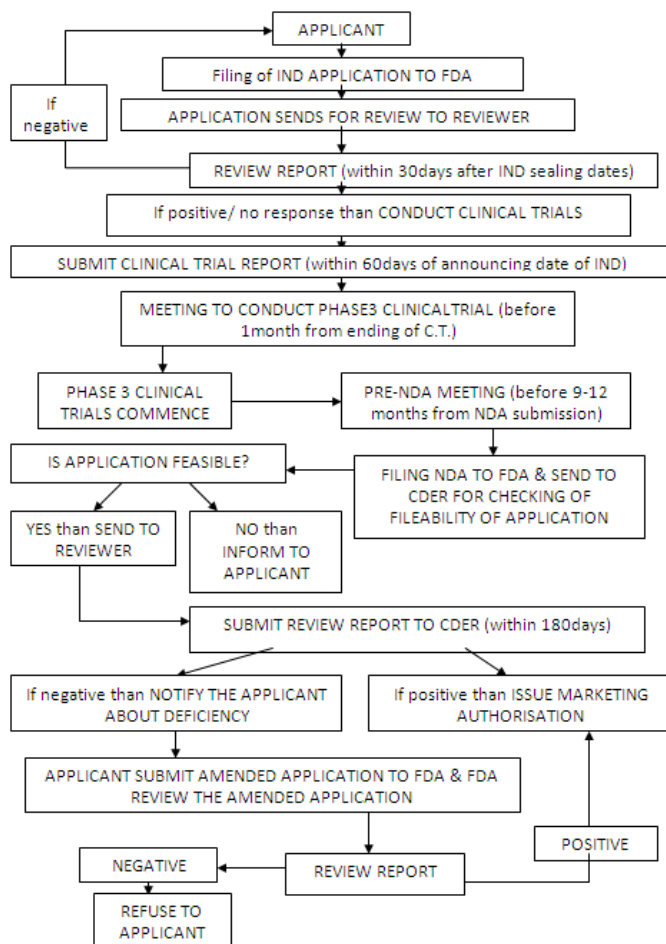 APPLICANT
Filing of IND APPLICATION TO FDA
If
negative
APPLICATION SENDS FOR REVIEW TO REVIEWER
REVIEW REPORT (within 30days after IND sealing dates)
If positive/ no response than CONDUCT CLINICAL TRIALS
SUBMIT CLINICAL TRIAL REPORT (within 60days of announcing date of IND)
MEETING TO CONDUCT PHASE3 CLINICALTRIAL (before
1month from ending of C.T.)
PHASE 3 CLINICAL
TRIALS COMMENCE
PRE-NDA MEETING (before 9-12
months from NDA submission)
IS APPLICATION FEASIBLE?
FILING NDA TO FDA & SEND TO
CDER FOR CHECKING OF
FILEABILITY OF APPLICATION
YES than SEND TO
REVIEWER
NO than
INFORM TO
APPLICANT
SUBMIT REVIEW REPORT TO CDER (within 180days)
If negative than NOTIFY THE APPLICANT
ABOUT DEFICIENCY
If positive than ISSUE MARKETING
AUTHORISATION
APPLICANT SUBMIT AMENDED APPLICATION TO FDA & FDA
REVIEW THE AMENDED APPLICATION
POSITIVE
NEGATIVE
REVIEW REPORT
REFUSE TO
APPLICANT